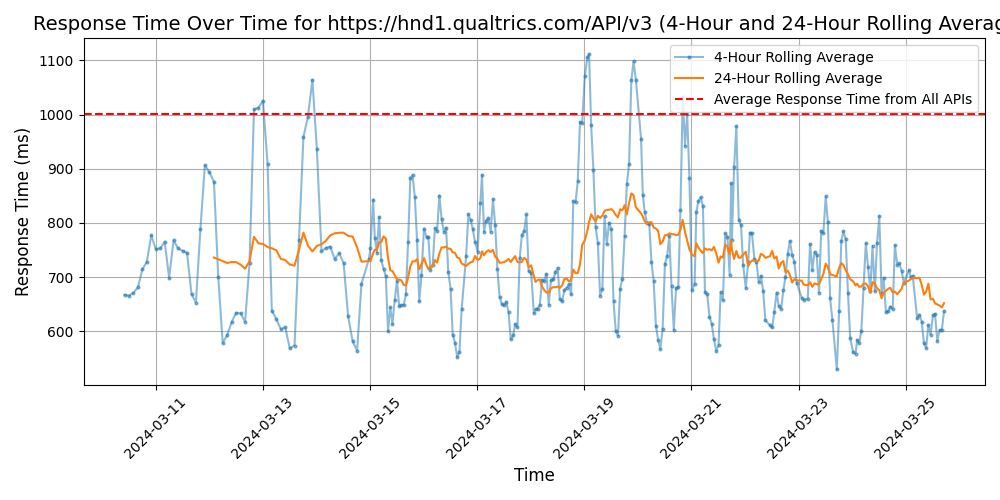 Response Time Over Time for https://hnd1.qualtrics.com/API/v3 (4-Hour and 24-Hour Rolling Averag
4-Hour Rolling Average
24-Hour Rolling Average
Average Response Time from All APIs
Response Time (ms)
1100
1000
900
800
700
600
2024-03-11
2024-03-13
2024-03-15
2024-03-17
2024-03-19
2024-03-21
2024-03-23
2024-03-25
Time